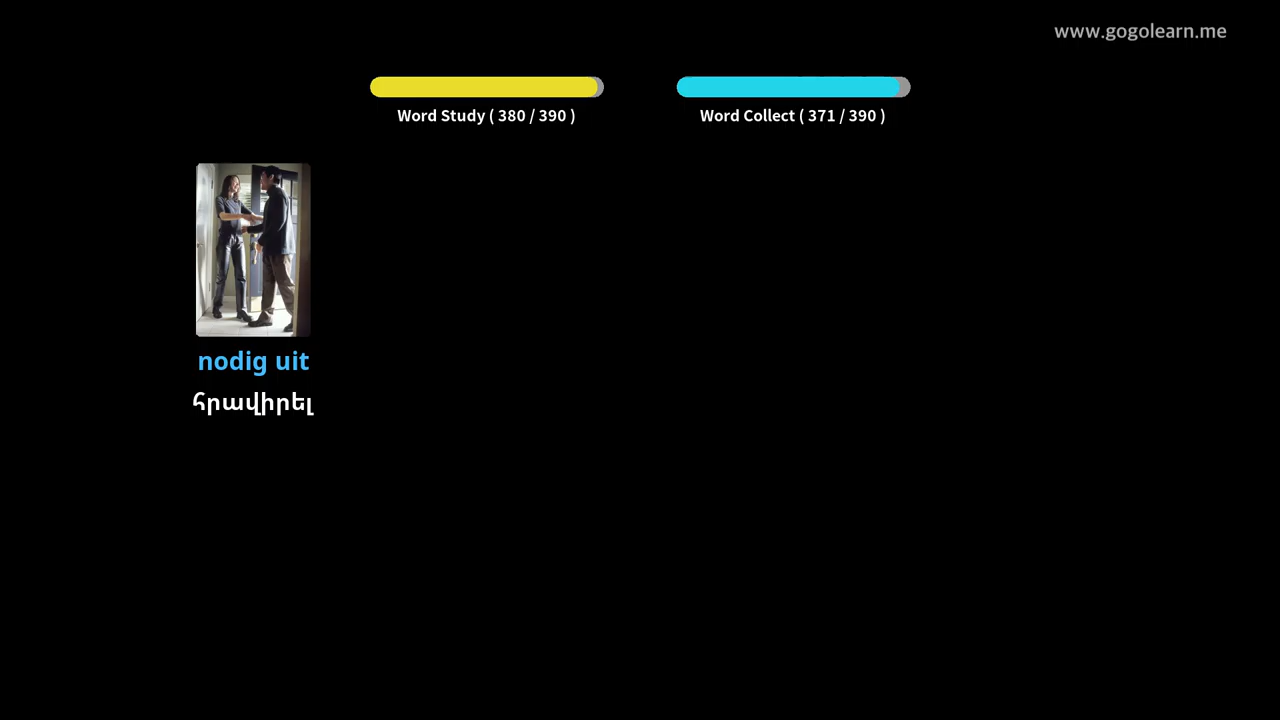 www.gogolearn.me
Word Study ( 380 / 390 )
Word Collect ( 371 / 390 )
nodig uit
հրավիրել